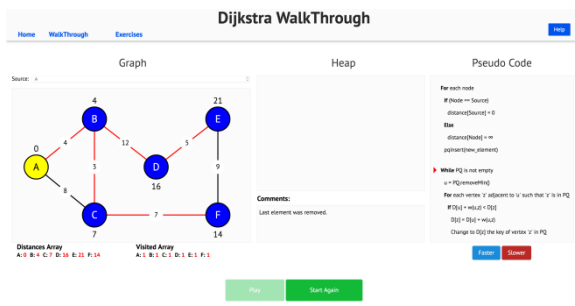 Dijkstra WalkThrough
Home WalkThrough Exercises Help
Graph Heap Pseudo Code
Source: A
4
B
21
E
0
A
4
12
5
3
D
16
9
8
C
7
7
F
14
Distances Array
A: 0 B: 4 C: 7 D: 16 E: 21 F: 14
Visited Array
A: 1 B: 1 C: 1 D: 1 E: 1 F: 1
Comments:
Last element was removed.
For each node
If (Node == Source)
distance[Source] = 0
Else
distance[Node] = ∞
pqInsert(new_element)
While PQ is not empty
u = PQ.removeMin()
For each vertex 'z' adjacent to 'u' such that 'z' is in PQ
If D[u] + w(u,z) < D[z]
D[z] = D[u] + w(u,z)
Change to D[z] the key of vertex 'z' in PQ
Faster Slower
Play Start Again